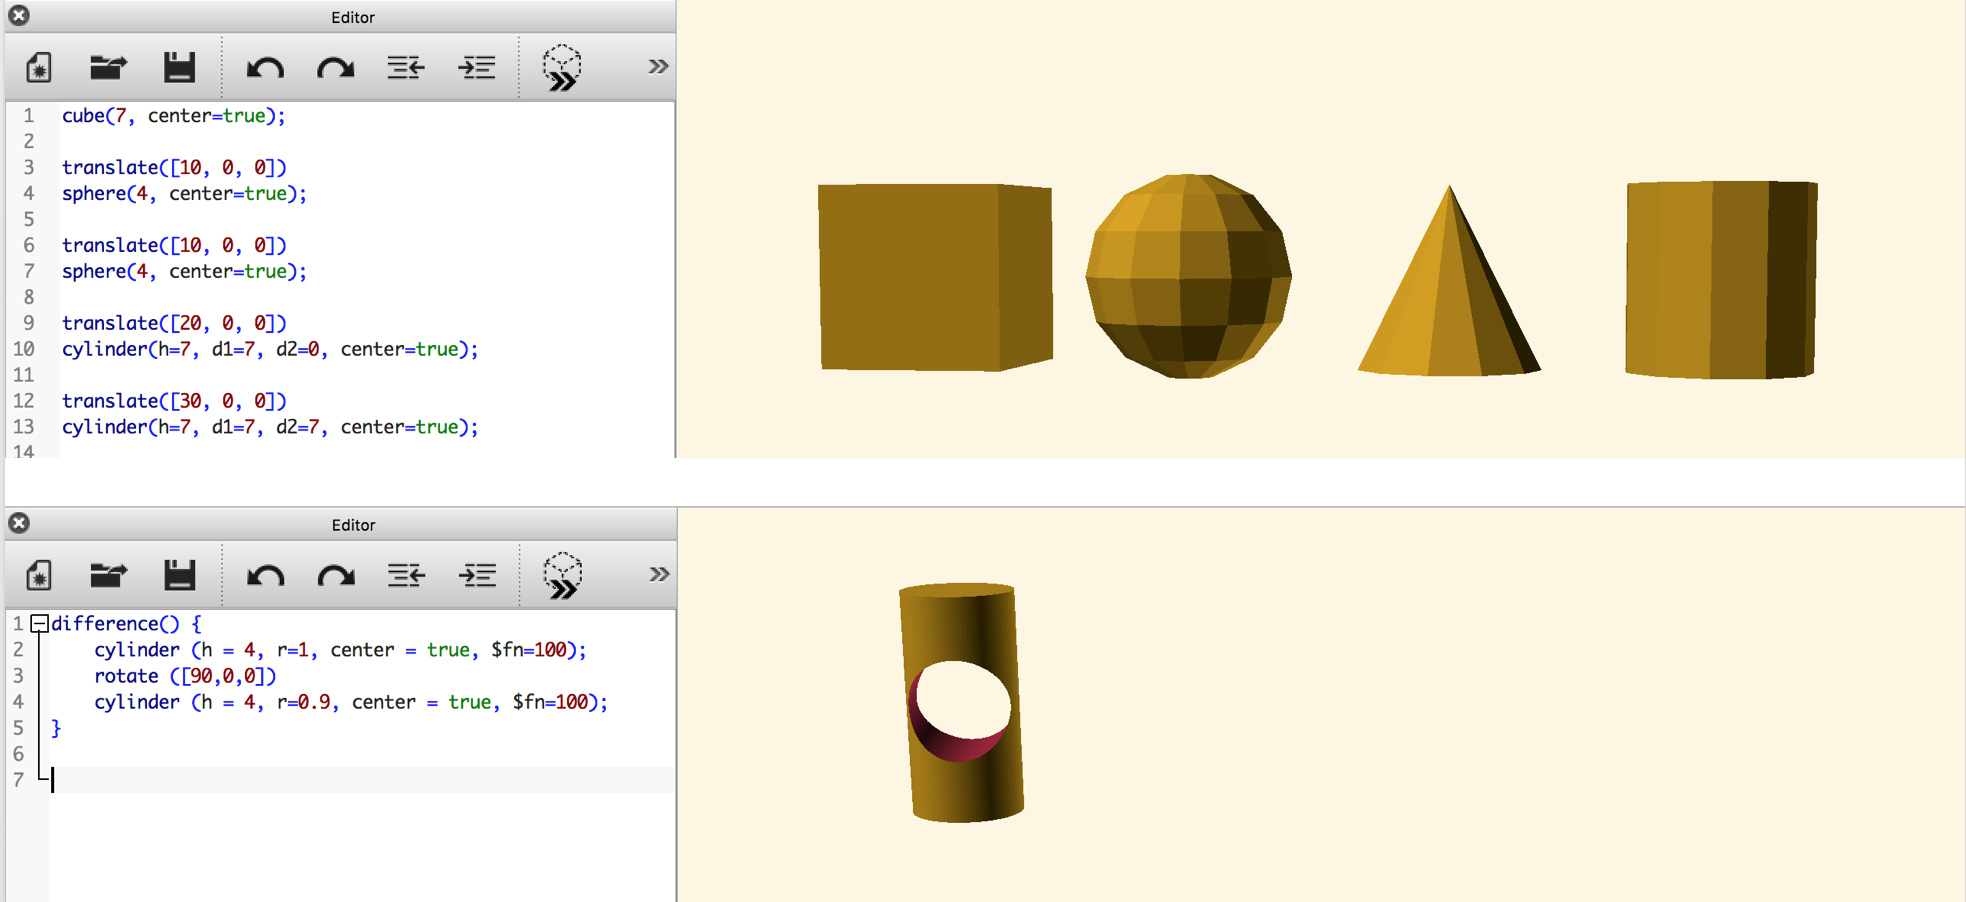 Editor
1 cube(7, center=true);
2
3 translate([10, 0, 0])
4 sphere(4, center=true);
5
6 translate([10, 0, 0])
7 sphere(4, center=true);
8
9 translate([20, 0, 0])
10 cylinder(h=7, d1=7, d2=0, center=true);
11
12 translate([30, 0, 0])
13 cylinder(h=7, d1=7, d2=7, center=true);
14
Editor
1 difference() {
2 cylinder (h = 4, r=1, center = true, $fn=100);
3 rotate ([90,0,0])
4 cylinder (h = 4, r=0.9, center = true, $fn=100);
5 }
6
7